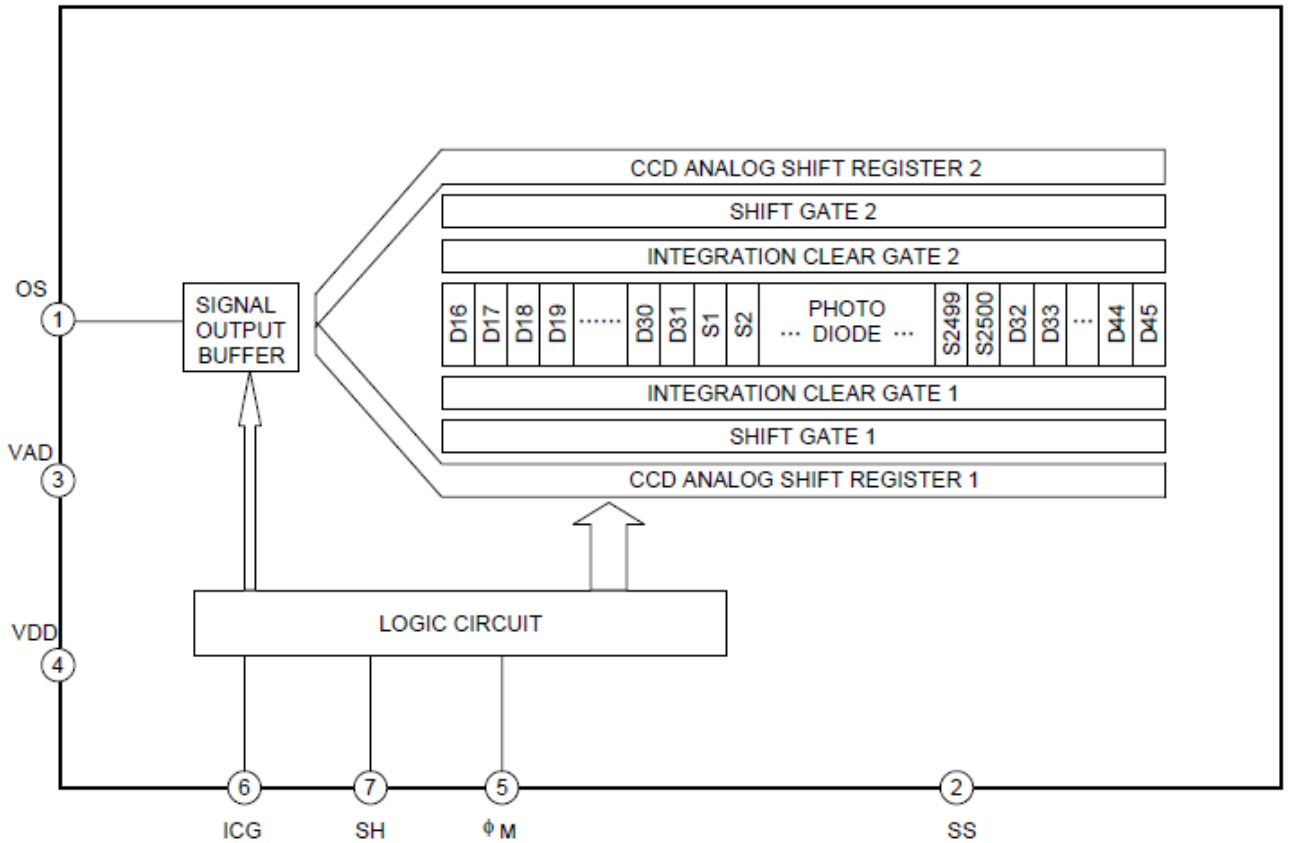 CCD ANALOG SHIFT REGISTER 2
SHIFT GATE 2
INTEGRATION CLEAR GATE 2
OS
1
SIGNAL
OUTPUT
BUFFER
D16
D17
D18
D19
······
D30
D31
S1
S2
PHOTO
··· DIODE ···
S2499
S2500
D32
D33
···
D44
D45
INTEGRATION CLEAR GATE 1
SHIFT GATE 1
CCD ANALOG SHIFT REGISTER 1
VAD
3
LOGIC CIRCUIT
VDD
4
6
7
5
2
ICG
SH
ϕM
SS